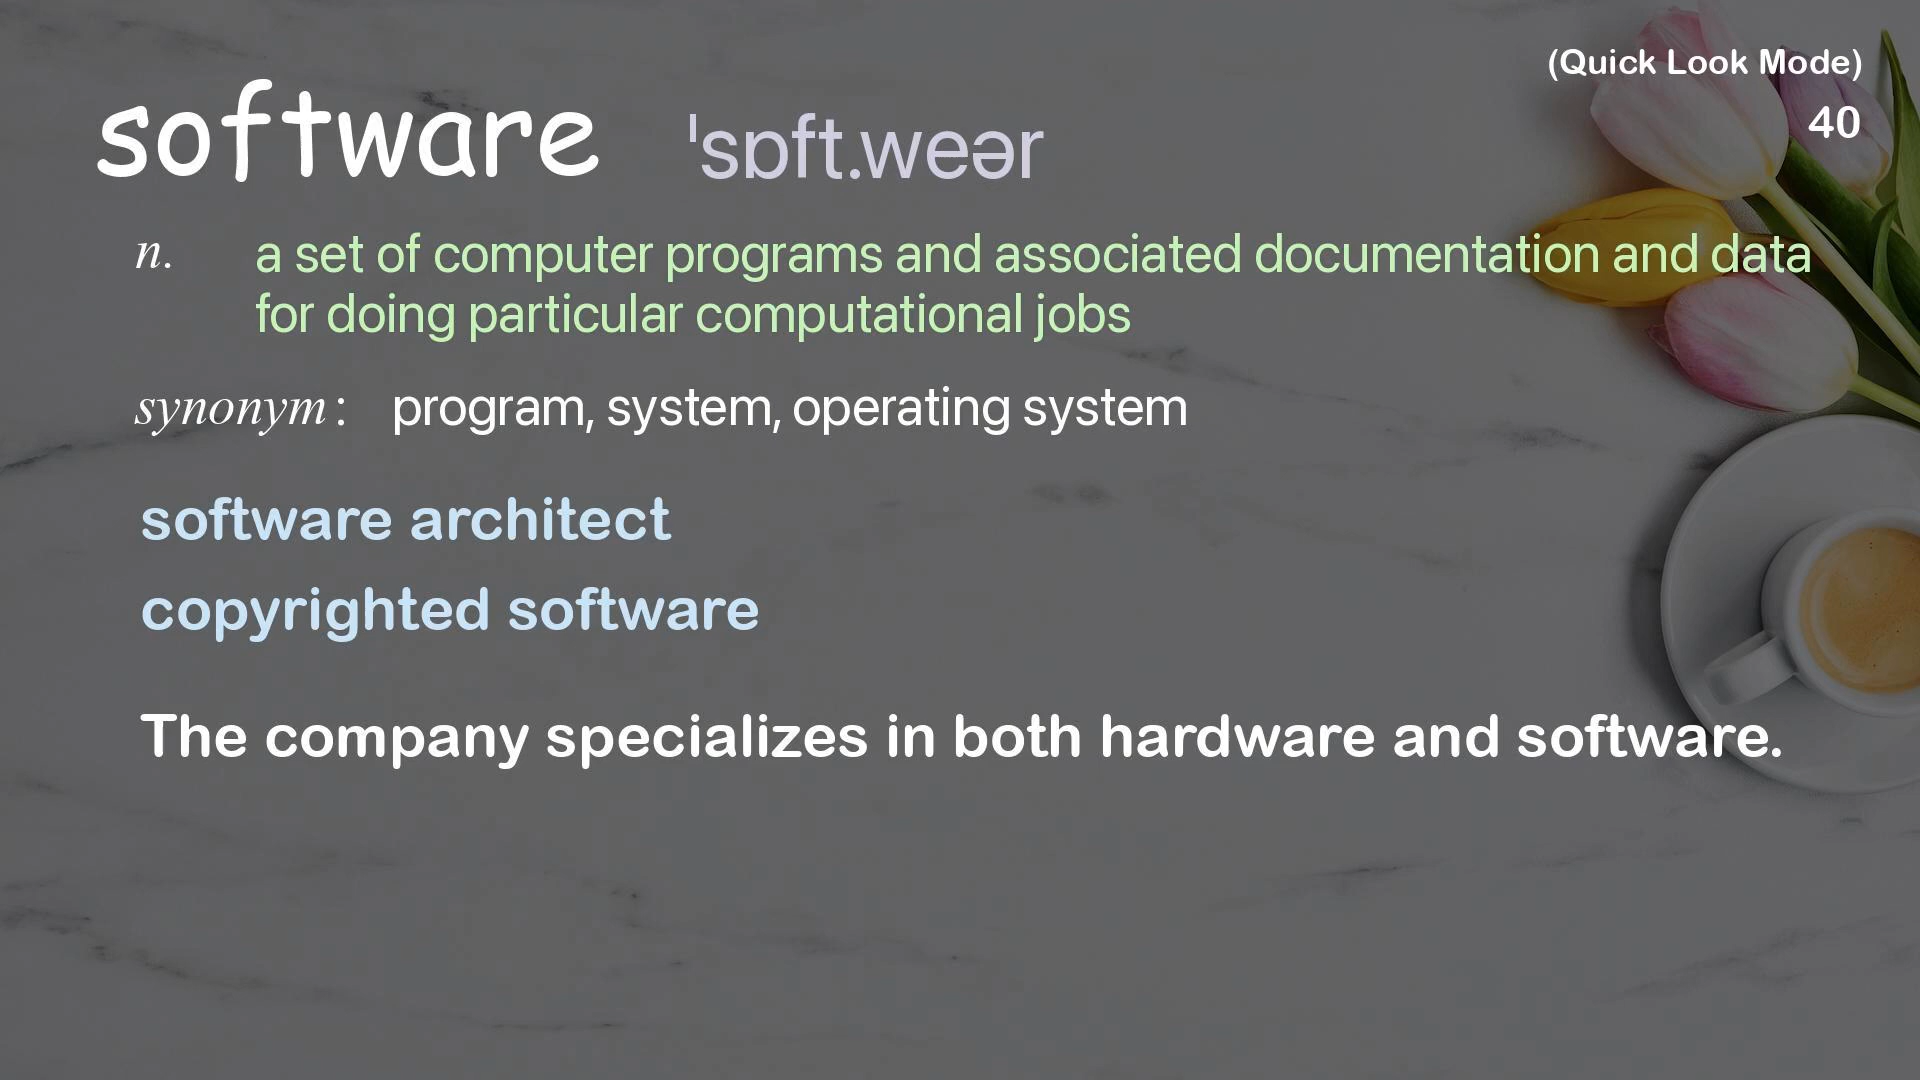 (Quick Look Mode)
40
software ˈsɒft.weər
n. a set of computer programs and associated documentation and data
for doing particular computational jobs
synonym: program, system, operating system
software architect
copyrighted software
The company specializes in both hardware and software.